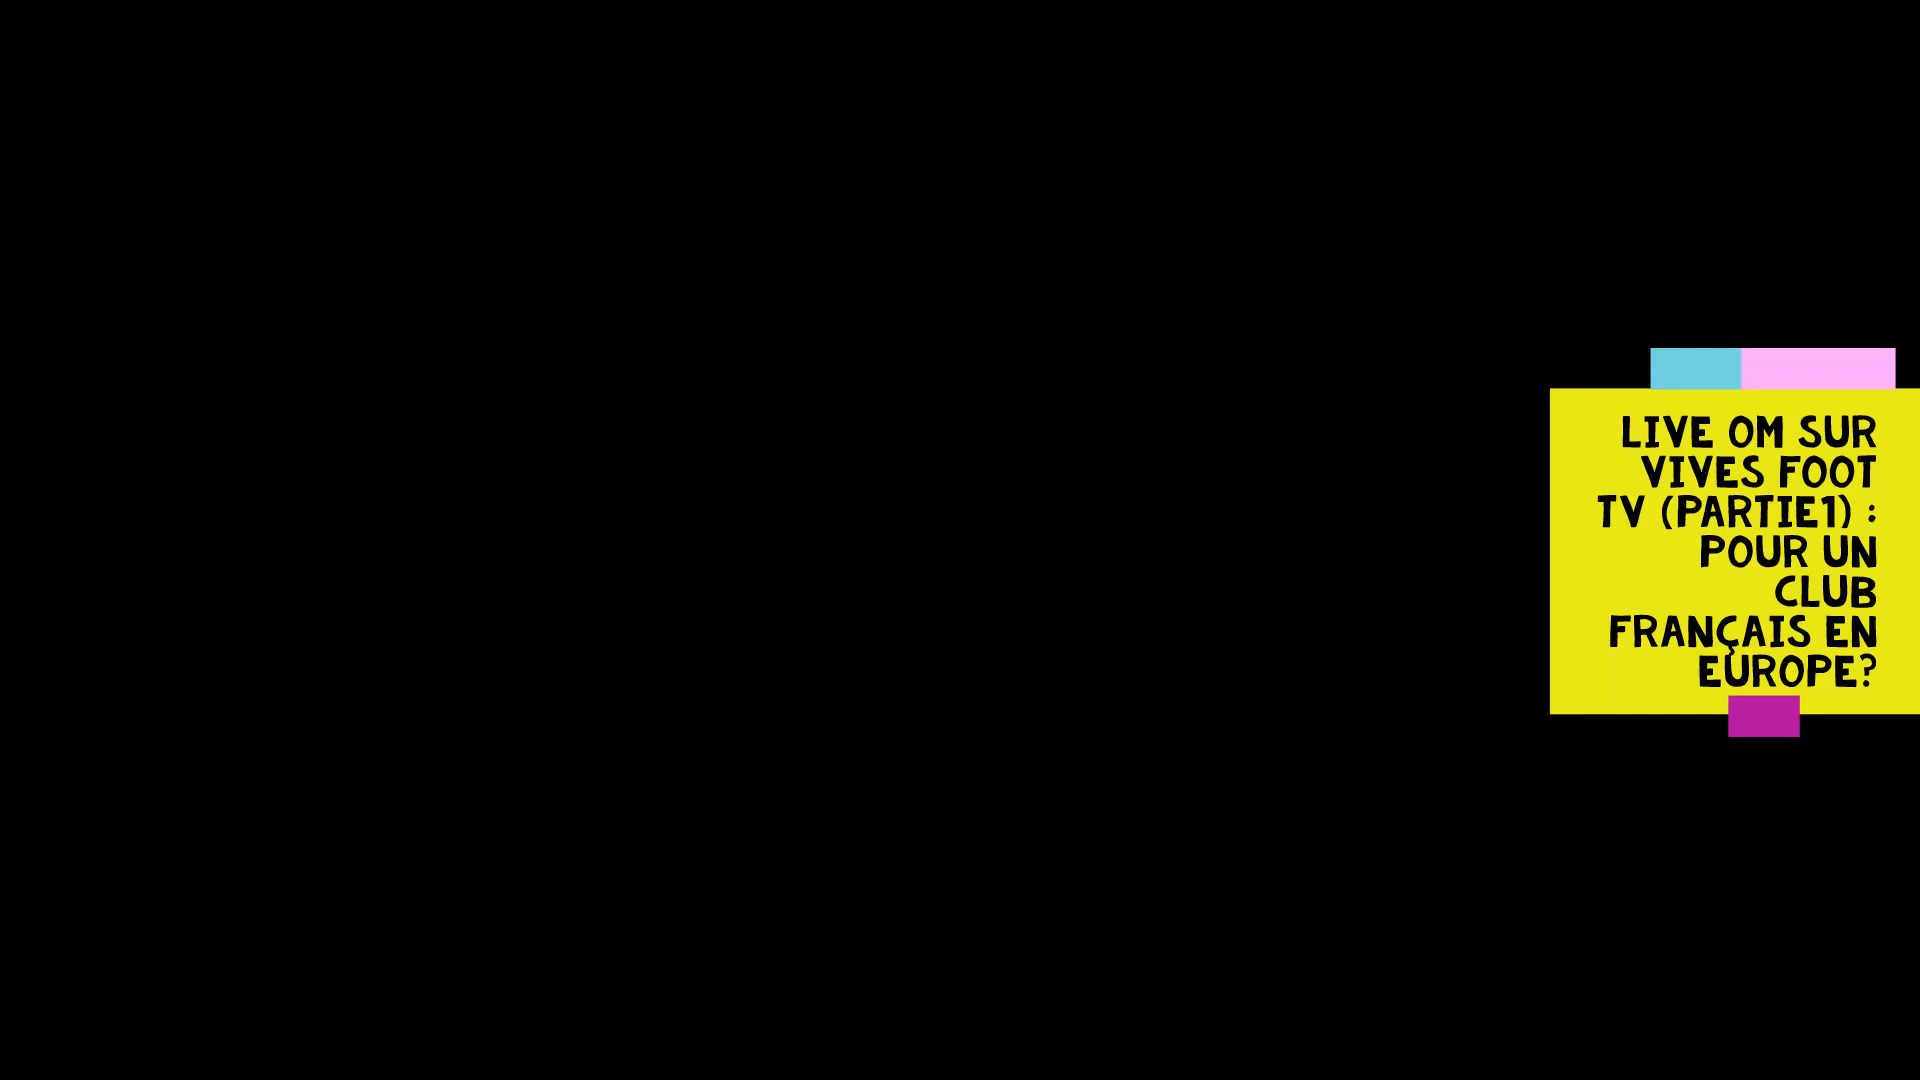 LIVE OM SUR
VIVES FOOT
TV (PARTIE1) :
POUR UN
CLUB
FRANÇAIS EN
EUROPE?